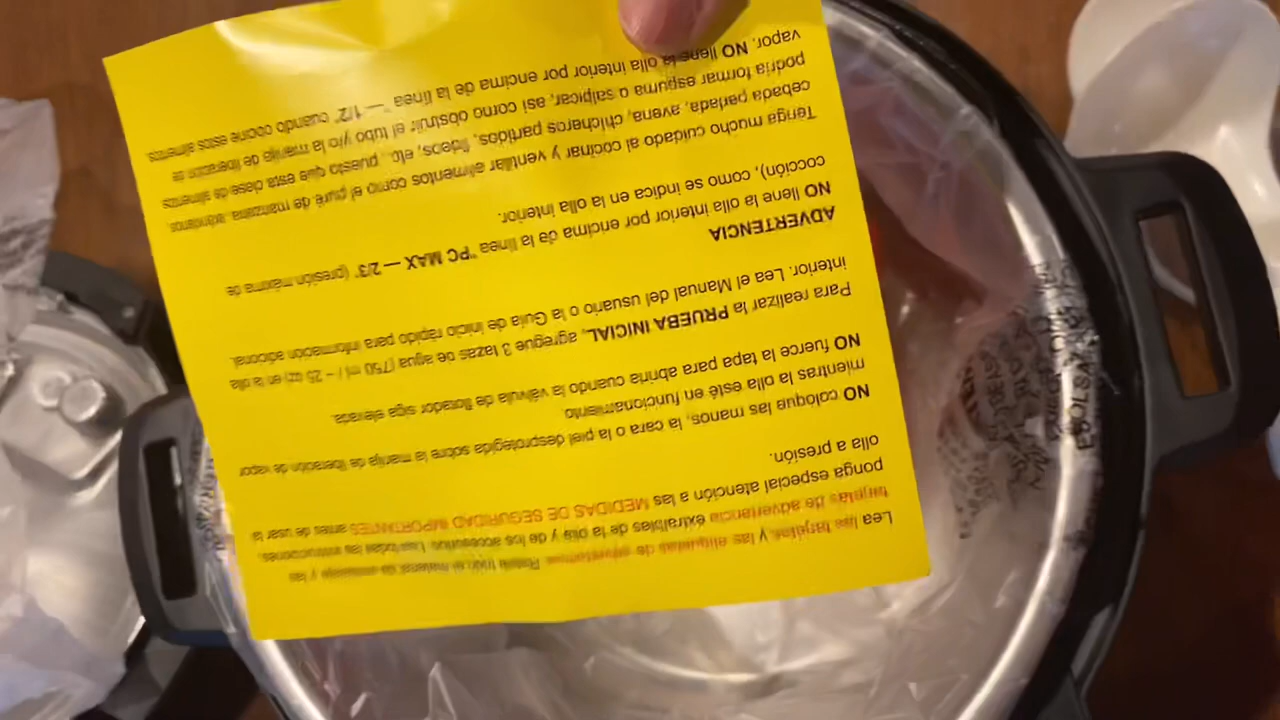 Lea las tarjetas y las etiquetas de advertencia. Retire todo el material de empaque y las
tarjetas de advertencia extraíbles de la olla y de los accesorios. Lea todas las instrucciones,
ponga especial atención a las MEDIDAS DE SEGURIDAD IMPORTANTES antes de usar la
olla a presión.
NO coloque las manos, la cara o la piel desprotegida sobre la manija de liberación de vapor
mientras la olla esté en funcionamiento.
NO fuerce la tapa para abrirla cuando la válvula de flotador siga elevada.
Para realizar la PRUEBA INICIAL, agregue 3 tazas de agua (750 ml / ~ 25 oz) en la olla
interior. Lea el Manual del usuario o la Guía de inicio rápido para información adicional.
ADVERTENCIA
NO llene la olla interior por encima de la línea "PC MAX — 2/3" (presión máxima de
cocción), como se indica en la olla interior.
Tenga mucho cuidado al cocinar y ventilar alimentos como el puré de manzana, arándanos,
cebada perlada, avena, chícharos partidos, fideos, etc., puesto que esta clase de alimentos
podría formar espuma o salpicar, así como obstruir el tubo y/o la manija de liberación de
vapor. NO llene la olla interior por encima de la línea "— 1/2" cuando cocine estos alimentos